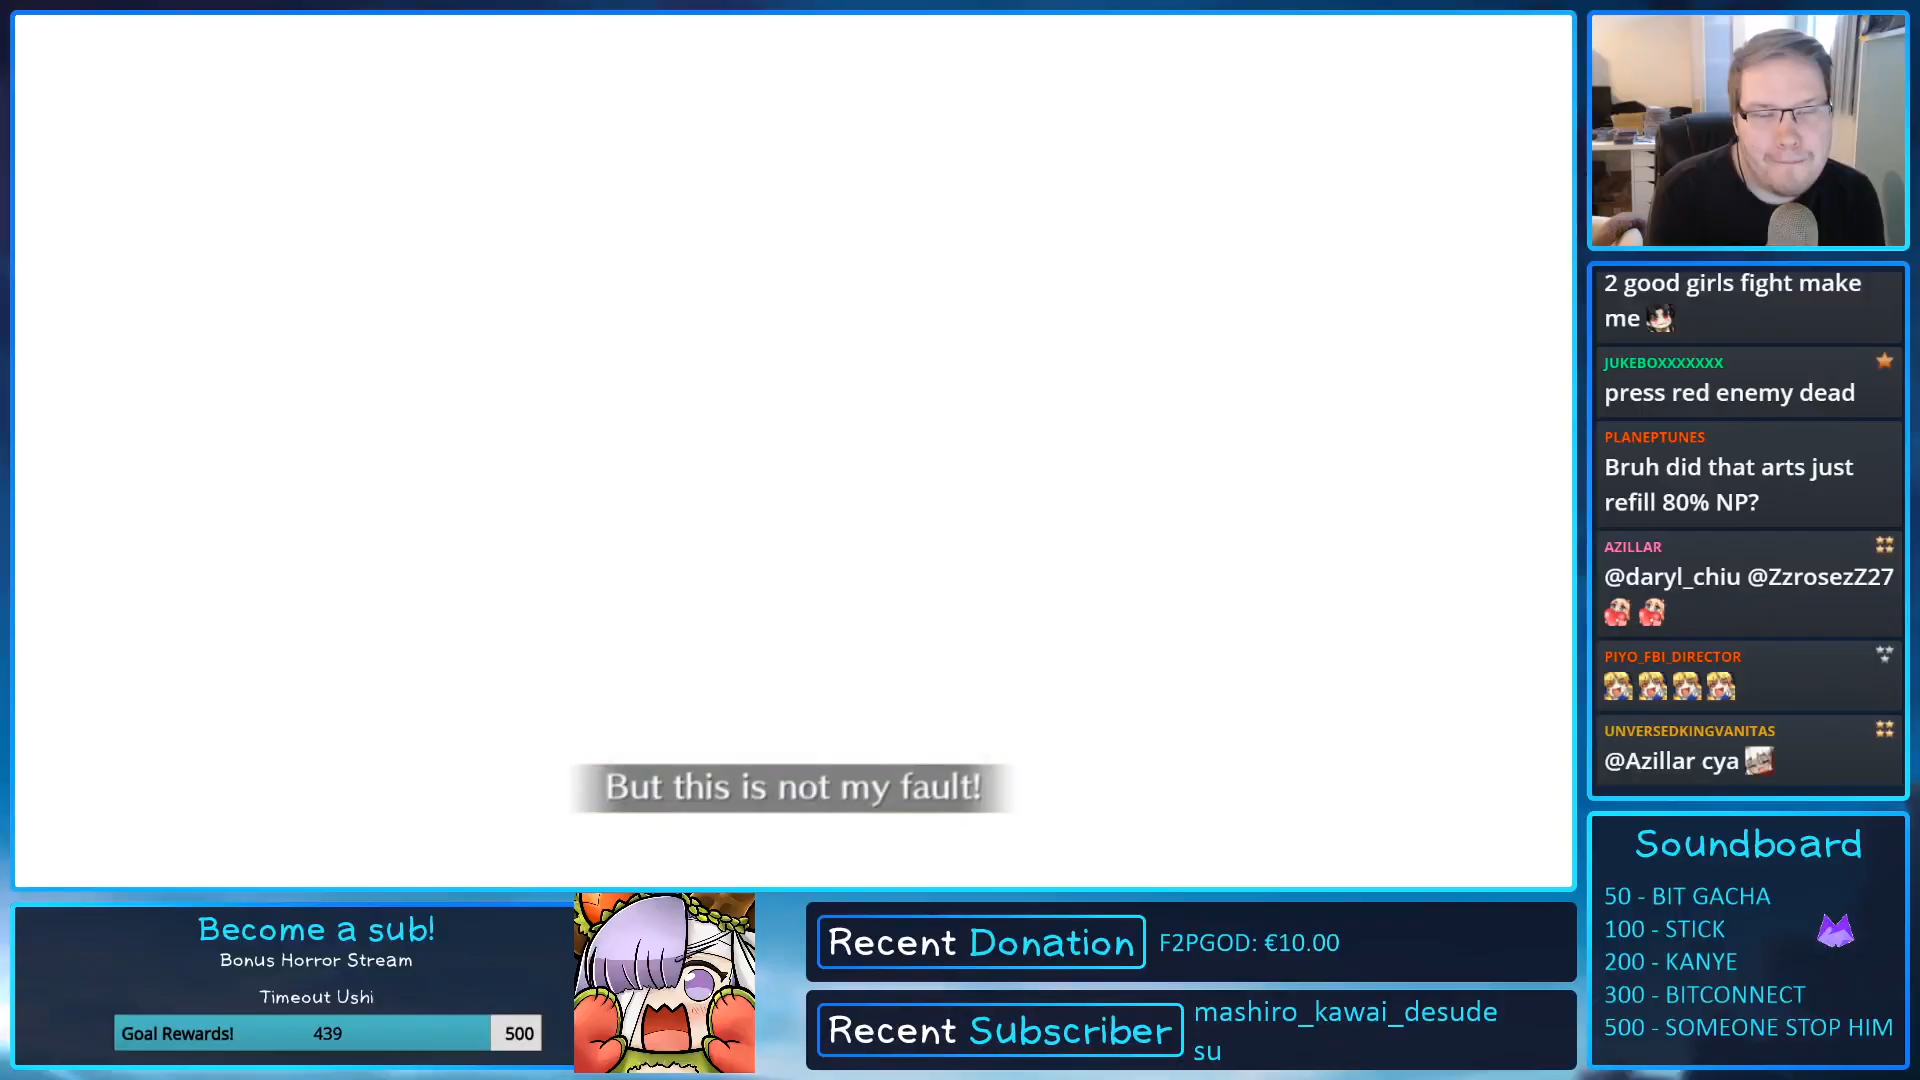 But this is not my fault!
2 good girls fight make
me
JUKEBOXXXXXXX
press red enemy dead
PLANEPTUNES
Bruh did that arts just
refill 80% NP?
AZILLAR
@daryl_chiu @ZzrosezZ27
PIYO_FBI_DIRECTOR
UNVERSEDKINGVANITAS
@Azillar cya
Soundboard
50 - BIT GACHA
100 - STICK
200 - KANYE
300 - BITCONNECT
500 - SOMEONE STOP HIM
Become a sub!
Bonus Horror Stream
Timeout Ushi
Goal Rewards! 439 500
Recent Donation F2PGOD: €10.00
Recent Subscriber mashiro_kawai_desude
su